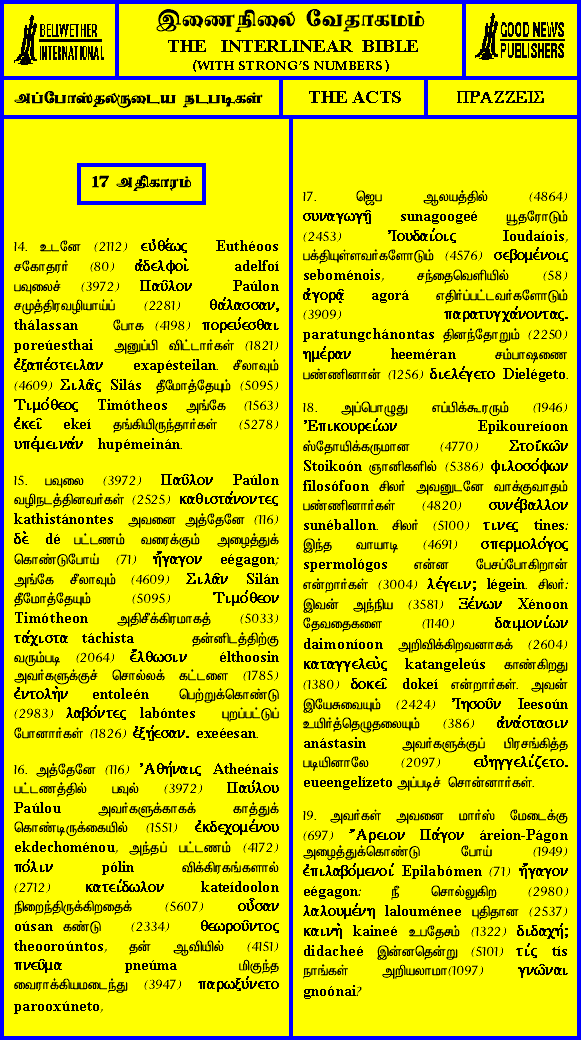 BELLWETHER
INTERNATIONAL
இணைநிலை வேதாகமம்
THE INTERLINEAR BIBLE
(WITH STRONG'S NUMBERS)
GOOD NEWS
PUBLISHERS
அப்போஸ்தலருடைய நடபடிகள்
THE ACTS
ΠΡΑΖΖΕΙΣ
17 அதிகாரம்
14. உடனே (2112) εὐθέως Euthéoos
சகோதரர் (80) ἀδελφοὶ adelfoí
பவுலைச் (3972) Παῦλον Paúlon
சமுத்திரவழியாய்ப் (2281) θάλασσαν,
thálassan போக (4198) πορεύεσθαι
poreúesthai அனுப்பி விட்டார்கள் (1821)
ἐξαπέστειλαν exapésteilan. சீலாவும்
(4609) Σιλᾶς Silás தீமோத்தேயும் (5095)
Τιμόθεος Timótheos அங்கே (1563)
ἐκεῖ ekeí தங்கியிருந்தார்கள் (5278)
υπέμεινάν hupémeinán.
15. பவுலை (3972) Παῦλον Paúlon
வழிநடத்தினவர்கள் (2525) καθιστάνοντες
kathistánontes அவனை அத்தேனே (116)
δὲ dé பட்டணம் வரைக்கும் அழைத்துக்
கொண்டுபோய் (71) ἤγαγον eégagon;
அங்கே சீலாவும் (4609) Σιλᾶν Silán
தீமோத்தேயும் (5095) Τιμόθεον
Timótheon அதிசீக்கிரமாகத் (5033)
τάχιστα táchista தன்னிடத்திற்கு
வரும்படி (2064) ἔλθωσιν élthoosin
அவர்களுக்குச் சொல்லக் கட்டளை (1785)
ἐντολὴν entoleén பெற்றுக்கொண்டு
(2983) λαβόντες labóntes புறப்பட்டுப்
போனார்கள் (1826) ἐξῄεσαν. exeéesan.
16. அத்தேனே (116) Ἀθήναις Atheénais
பட்டணத்தில் பவுல் (3972) Παύλου
Paúlou அவர்களுக்காகக் காத்துக்
கொண்டிருக்கையில் (1551) ἐκδεχομένου
ekdechoménou, அந்தப் பட்டணம் (4172)
πόλιν pólin விக்கிரகங்களால்
(2712) κατείδωλον kateídoolon
நிறைந்திருக்கிறதைக் (5607) οὖσαν
oúsan கண்டு (2334) θεωροῦντος
theooroúntos, தன் ஆவியில் (4151)
πνεῦμα pneúma மிகுந்த
வைராக்கியமடைந்து (3947) παρωξύνετο
parooxúneto,
17. ஜெப ஆலயத்தில் (4864)
συναγωγῇ sunagoogeé யூதரோடும்
(2453) Ἰουδαίοις Ioudaíois,
பக்தியுள்ளவர்களோடும் (4576) σεβομένοις
seboménois, சந்தைவெளியில் (58)
ἀγορᾷ agorá எதிர்ப்பட்டவர்களோடும்
(3909) παρατυγχάνοντας.
paratungchánontas தினந்தோறும் (2250)
ημέραν heeméran சம்பாஷணை
பண்ணினான் (1256) διελέγετο Dielégeto.
18. அப்பொழுது எப்பிக்கூரரும் (1946)
Ἐπικουρείων Epikoureíoon
ஸ்தோயிக்கருமான (4770) Στοἵκῶν
Stoikoón ஞானிகளில் (5386) φιλοσόφων
filosófoon சிலர் அவனுடனே வாக்குவாதம்
பண்ணினார்கள் (4820) συνέβαλλον
sunéballon. சிலர் (5100) τινες tines:
இந்த வாயாடி (4691) σπερμολόγος
spermológos என்ன பேசப்போகிறான்
என்றார்கள் (3004) λέγειν; légein. சிலர்:
இவன் அந்நிய (3581) Ξένων Xénoon
தேவதைகளை (1140) δαιμονίων
daimoníoon அறிவிக்கிறவனாகக் (2604)
καταγγελεὺς katangeleús காண்கிறது
(1380) δοκεῖ dokeí என்றார்கள். அவன்
இயேசுவையும் (2424) Ἰησοῦν Ieesoún
உயிர்த்தெழுதலையும் (386) ἀνάστασιν
anástasin அவர்களுக்குப் பிரசங்கித்த
படியினாலே (2097) εὐηγγελίζετο.
eueengelízeto அப்படிச் சொன்னார்கள்.
19. அவர்கள் அவனை மார்ஸ் மேடைக்கு
(697) Ἄρειον Πάγον áreion-Págon
அழைத்துக்கொண்டு போய் (1949)
ἐπιλαβόμενοί Epilabómen (71) ἤγαγον
eégagon: நீ சொல்லுகிற (2980)
λαλουμένη lalouménee புதிதான (2537)
καινὴ kaineé உபதேசம் (1322) διδαχή;
didacheé இன்னதென்று (5101) τίς tís
நாங்கள் அறியலாமா(1097) γνῶναι
gnoónai?